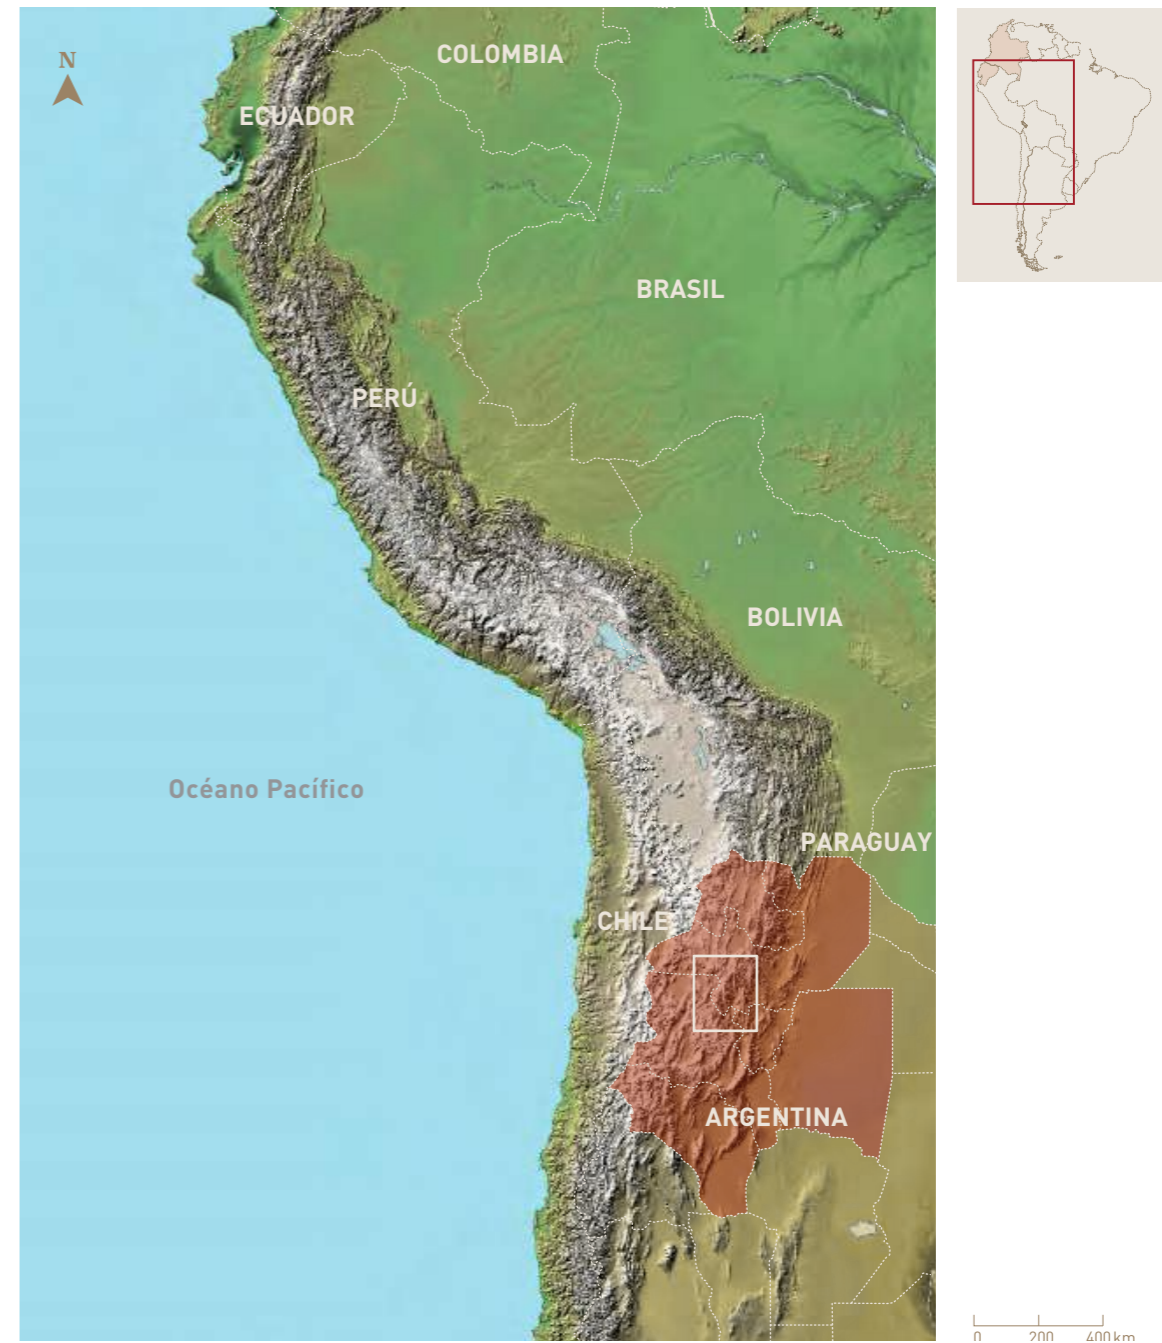 N
COLOMBIA
ECUADOR
BRASIL
PERÚ
BOLIVIA
Océano Pacífico
PARAGUAY
CHILE
ARGENTINA
0 200 400 km